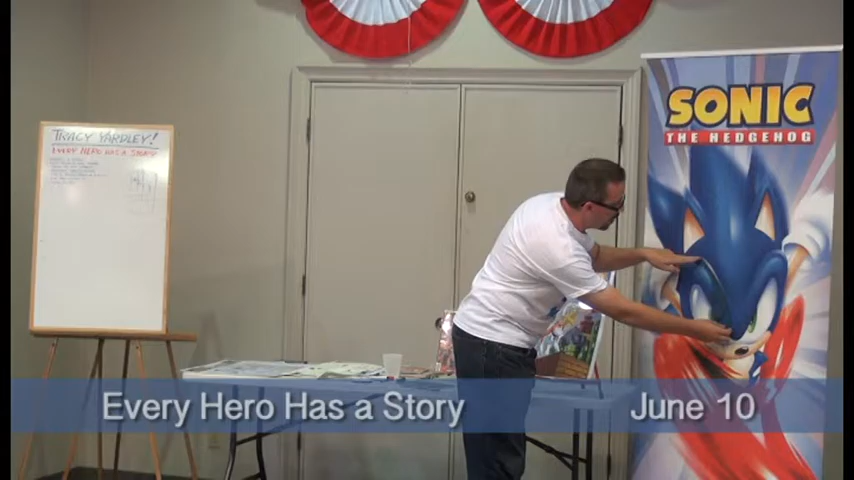 TRACY YARDLEY!
EVERY HERO HAS A STORY
SONIC
THE HEDGEHOG
Every Hero Has a Story
June 10